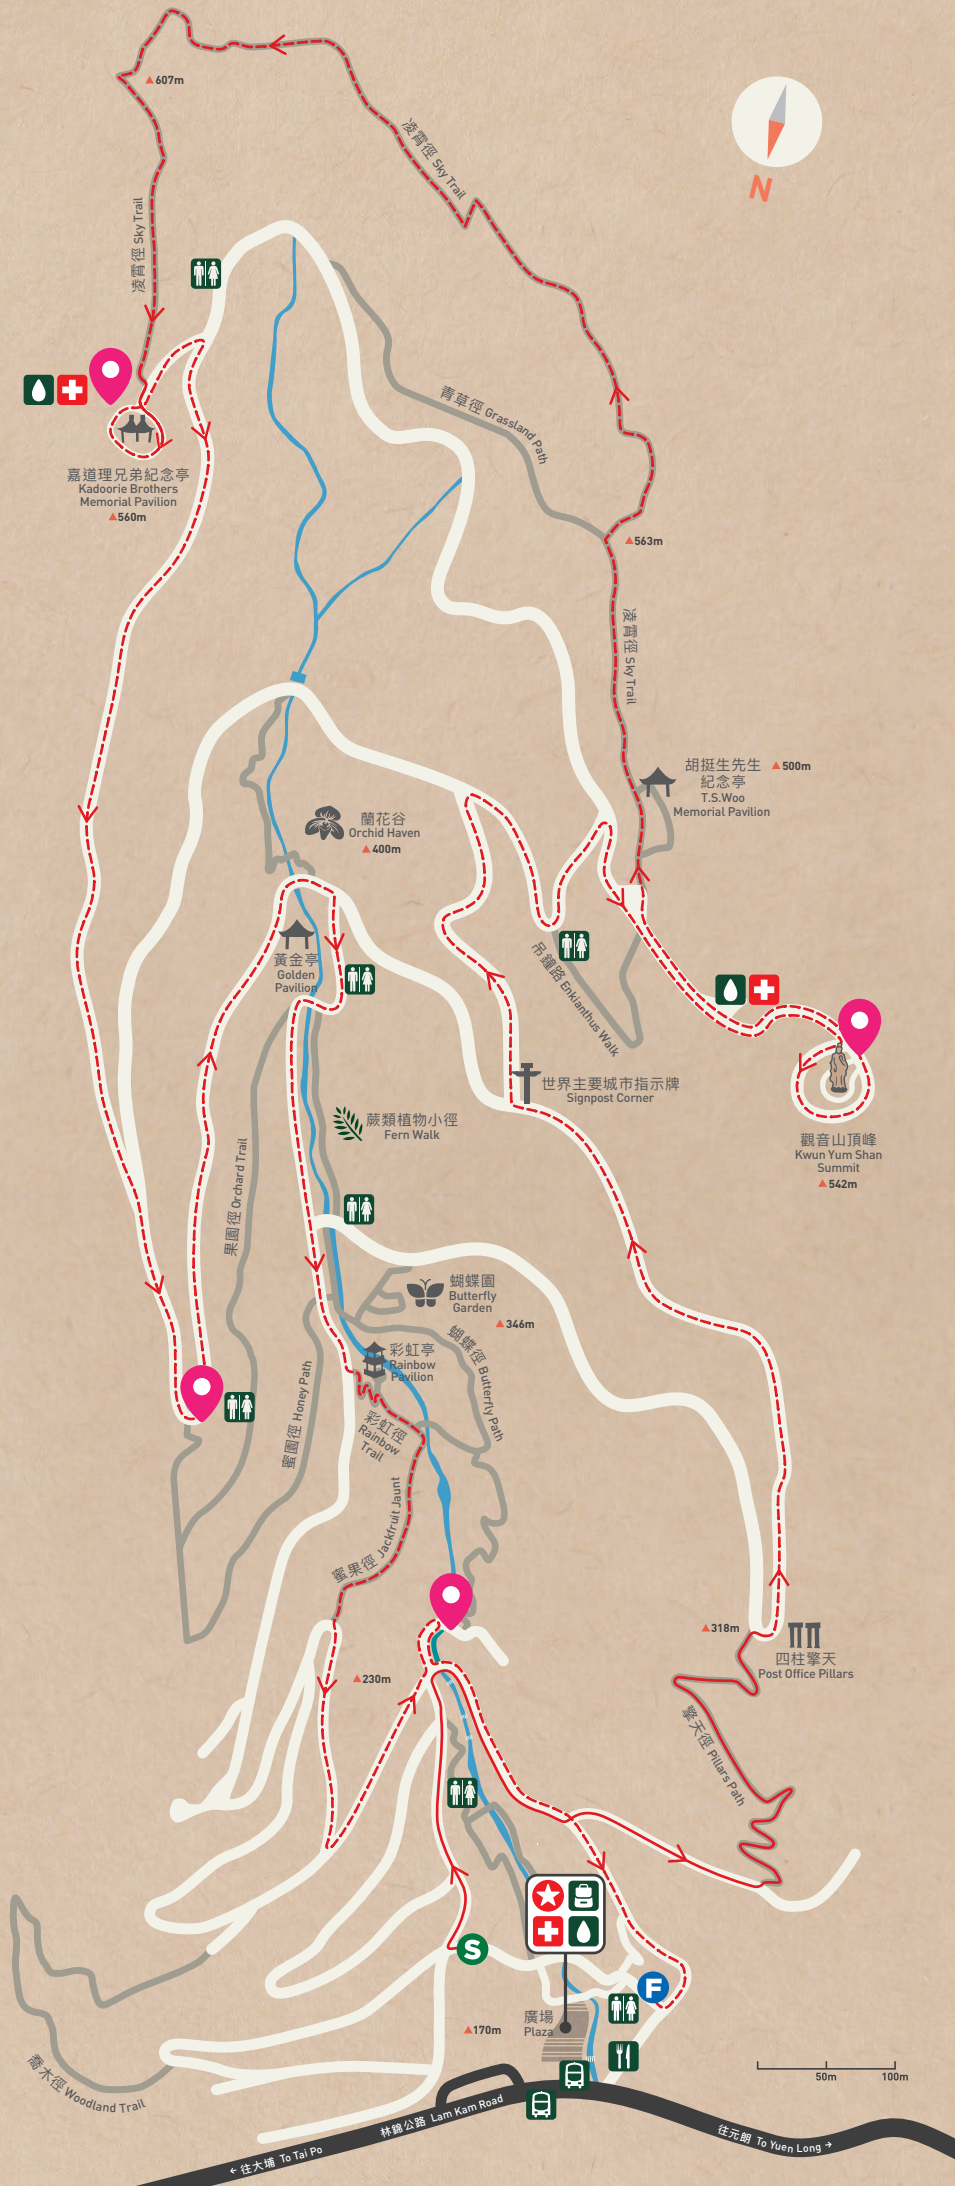 607m
凌霄徑 Sky Trail
N
凌霄徑 Sky Trail
青草徑 Grassland Path
嘉道理兄弟紀念亭
Kadoorie Brothers
Memorial Pavilion
560m
563m
凌霄徑 Sky Trail
胡挺生先生
紀念亭
T.S.Woo
Memorial Pavilion
500m
蘭花谷
Orchid Haven
400m
黃金亭
Golden
Pavilion
吊鐘路 Enkianthus Walk
世界主要城市指示牌
Signpost Corner
蕨類植物小徑
Fern Walk
觀音山頂峰
Kwun Yum Shan
Summit
542m
果園徑 Orchard Trail
蝴蝶園
Butterfly
Garden
346m
蝴蝶徑 Butterfly Path
彩虹亭
Rainbow
Pavilion
蜜園徑 Honey Path
彩虹徑
Rainbow
Trail
蜜果徑 Jackfruit Jaunt
318m
四柱擎天
Post Office Pillars
230m
擎天徑 Pillars Path
S
F
廣場
Plaza
170m
喬木徑 Woodland Trail
50m
100m
林錦公路 Lam Kam Road
← 往大埔 To Tai Po
往元朗 To Yuen Long →